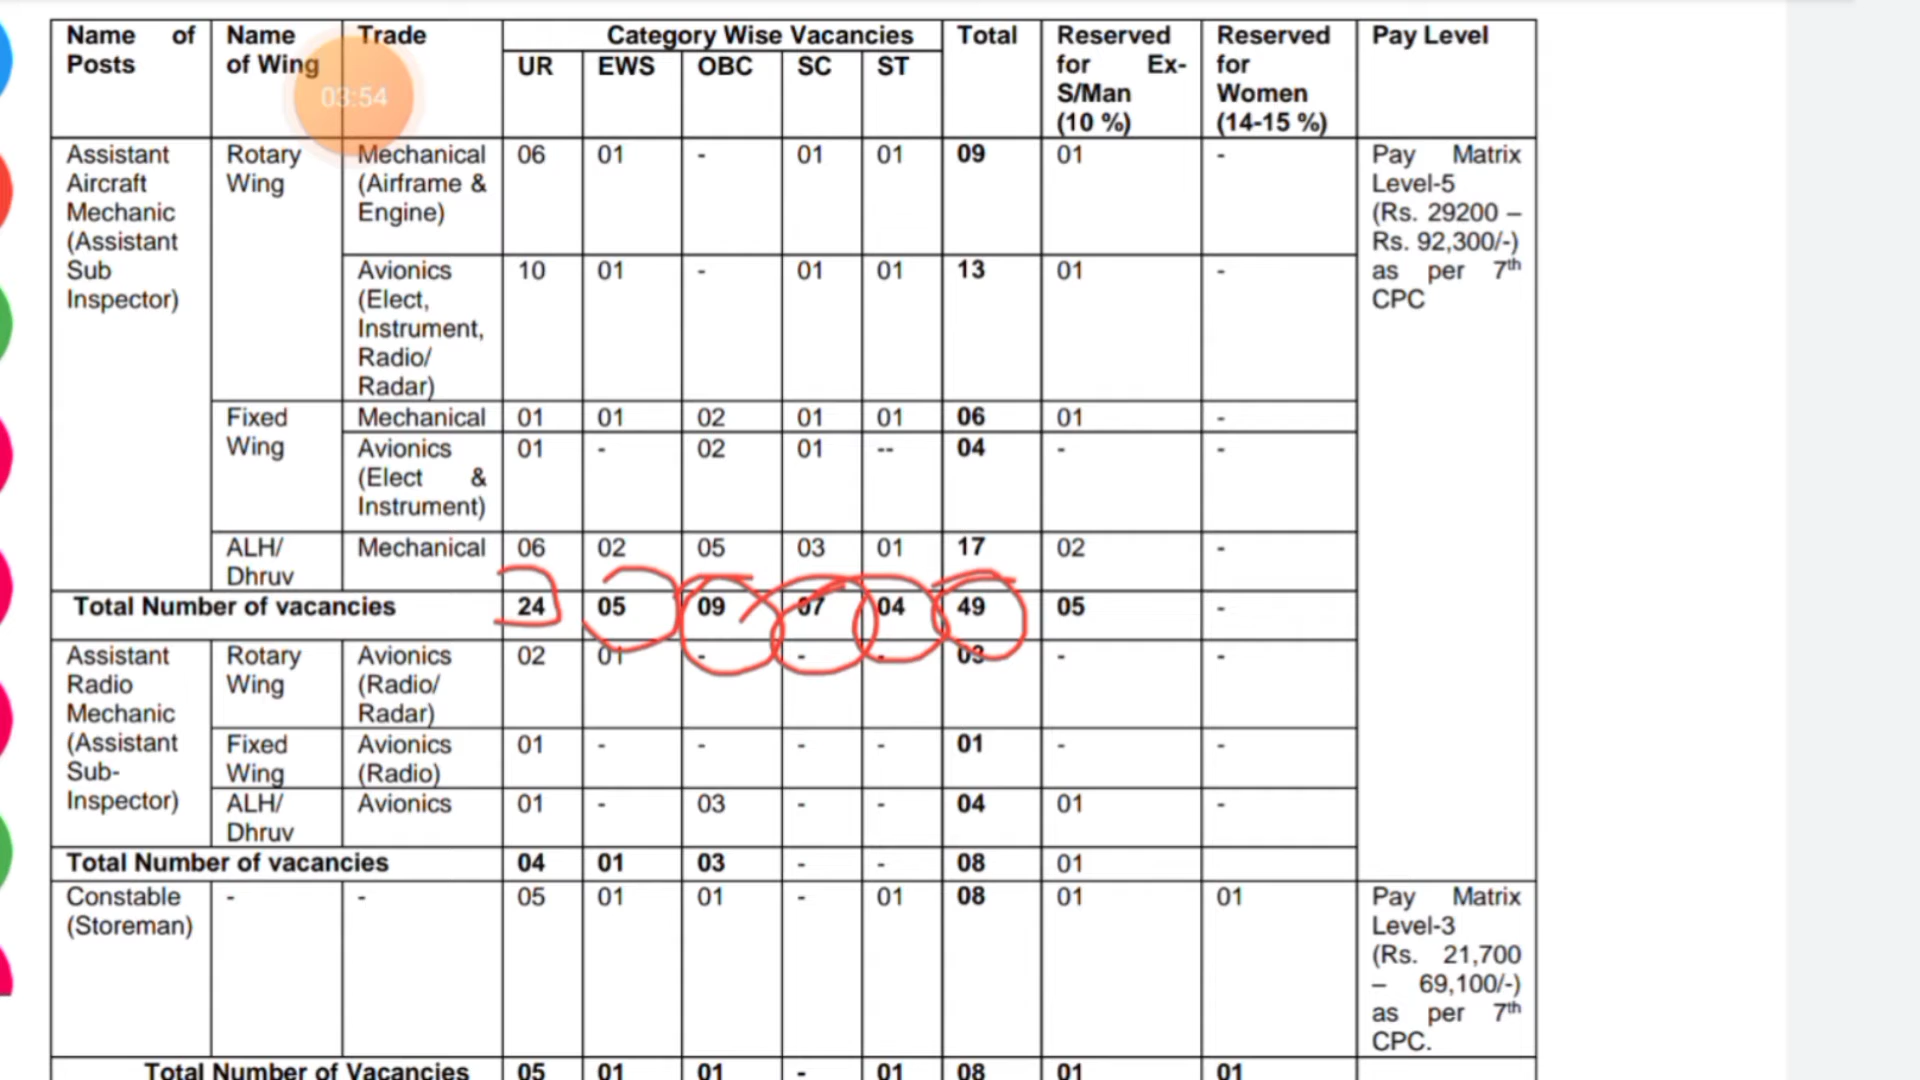 Name of Posts | Name of Wing | Trade | Category Wise Vacancies | Total | Reserved for Ex-S/Man (10 %) | Reserved for Women (14-15 %) | Pay Level
UR | EWS | OBC | SC | ST
03:54
Assistant Aircraft Mechanic (Assistant Sub Inspector) | Rotary Wing | Mechanical (Airframe & Engine) | 06 | 01 | - | 01 | 01 | 09 | 01 | - | Pay Matrix Level-5 (Rs. 29200 – Rs. 92,300/-) as per 7th CPC
Avionics (Elect, Instrument, Radio/ Radar) | 10 | 01 | - | 01 | 01 | 13 | 01 | -
Fixed Wing | Mechanical | 01 | 01 | 02 | 01 | 01 | 06 | 01 | -
Avionics (Elect & Instrument) | 01 | - | 02 | 01 | -- | 04 | - | -
ALH/ Dhruv | Mechanical | 06 | 02 | 05 | 03 | 01 | 17 | 02 | -
Total Number of vacancies | 24 | 05 | 09 | 07 | 04 | 49 | 05 | -
Assistant Radio Mechanic (Assistant Sub-Inspector) | Rotary Wing | Avionics (Radio/ Radar) | 02 | 01 | - | - | - | 03 | - | -
Fixed Wing | Avionics (Radio) | 01 | - | - | - | - | 01 | - | -
ALH/ Dhruv | Avionics | 01 | - | 03 | - | - | 04 | 01 | -
Total Number of vacancies | 04 | 01 | 03 | - | - | 08 | 01
Constable (Storeman) | - | - | 05 | 01 | 01 | - | 01 | 08 | 01 | 01 | Pay Matrix Level-3 (Rs. 21,700 – 69,100/-) as per 7th CPC.
Total Number of Vacancies | 05 | 01 | 01 | - | 01 | 08 | 01 | 01